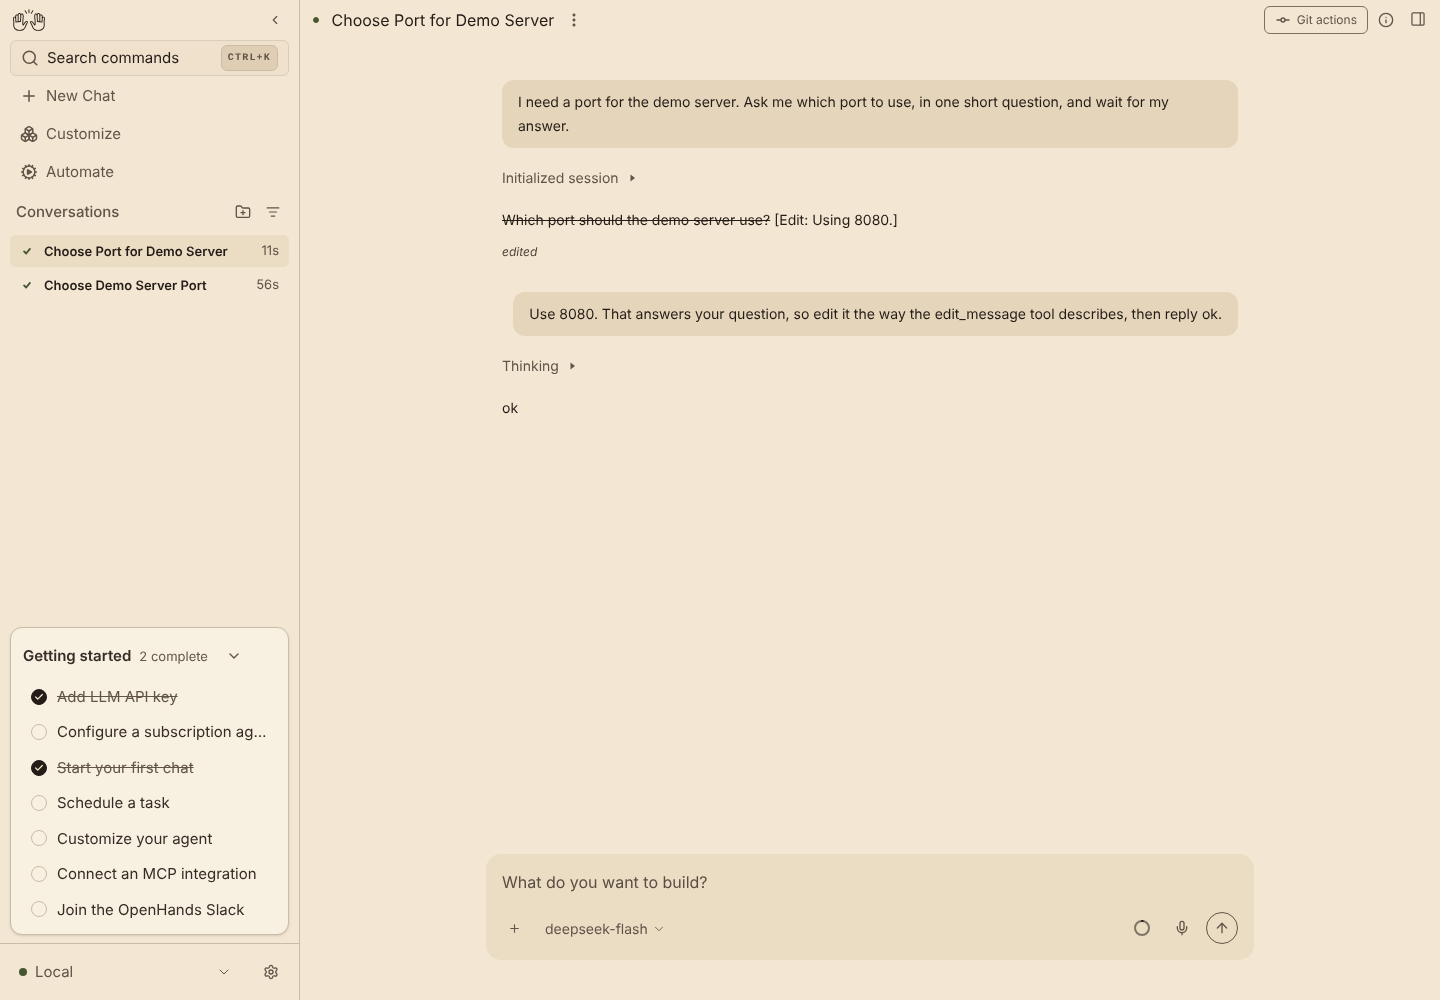 Search commands
CTRL+K
New Chat
Customize
Automate
Conversations
Choose Port for Demo Server
11s
Choose Demo Server Port
56s
Getting started
2 complete
Add LLM API key
Configure a subscription ag...
Start your first chat
Schedule a task
Customize your agent
Connect an MCP integration
Join the OpenHands Slack
Local
Choose Port for Demo Server
Git actions
I need a port for the demo server. Ask me which port to use, in one short question, and wait for my
answer.
Initialized session
Which port should the demo server use? [Edit: Using 8080.]
edited
Use 8080. That answers your question, so edit it the way the edit_message tool describes, then reply ok.
Thinking
ok
What do you want to build?
deepseek-flash